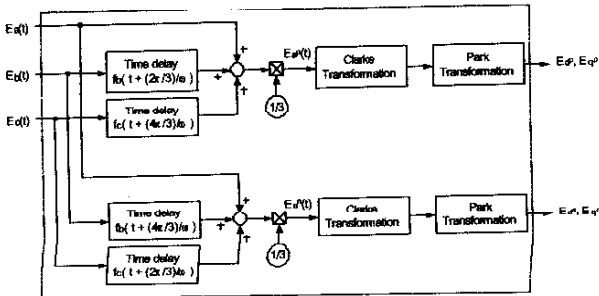 Ea(t)
Eb(t)
Ec(t)
Time delay
fb( t + (2π/3)/ω )
Time delay
fc( t + (4π/3)/ω )
+
+
+
1/3
Eaᵖ(t)
Clarke
Transformation
Park
Transformation
Edᵖ, Eqᵖ
Time delay
fb( t + (4π/3)/ω )
Time delay
fc( t + (2π/3)/ω )
+
+
+
1/3
Eaⁿ(t)
Clarke
Transformation
Park
Transformation
Edⁿ, Eqⁿ